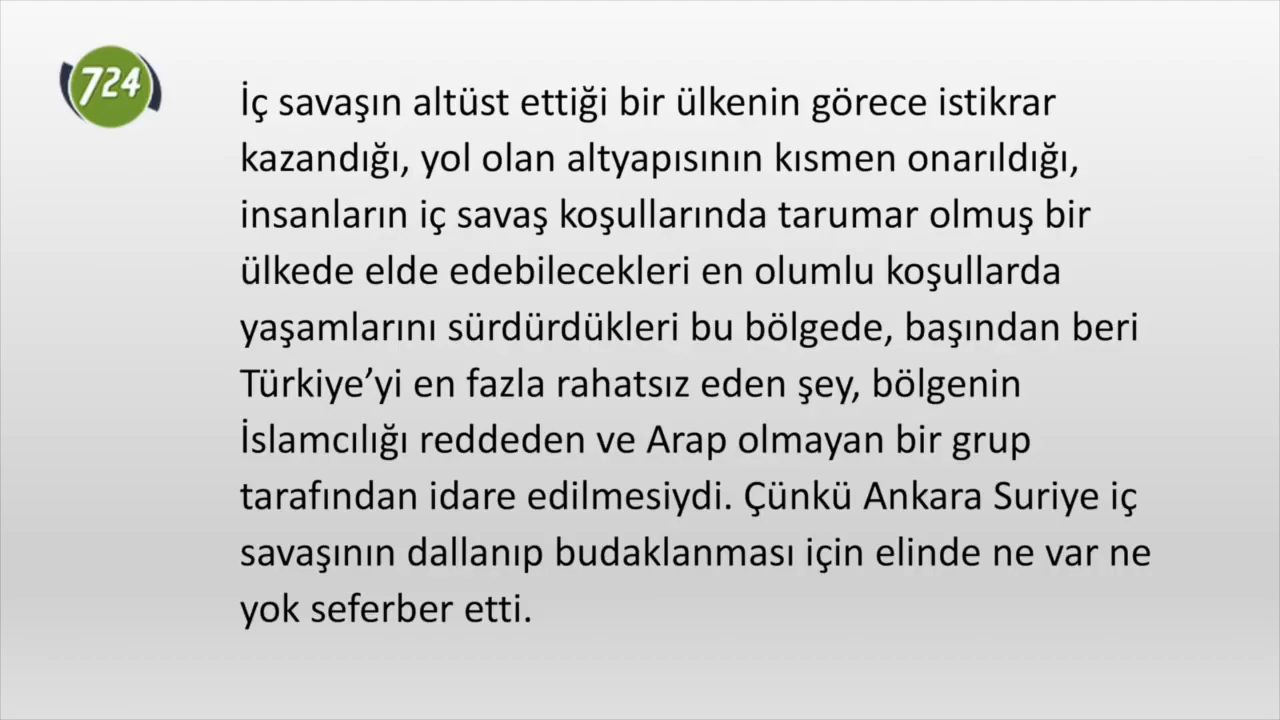 724
İç savaşın altüst ettiği bir ülkenin görece istikrar
kazandığı, yol olan altyapısının kısmen onarıldığı,
insanların iç savaş koşullarında tarumar olmuş bir
ülkede elde edebilecekleri en olumlu koşullarda
yaşamlarını sürdürdükleri bu bölgede, başından beri
Türkiye’yi en fazla rahatsız eden şey, bölgenin
İslamcılığı reddeden ve Arap olmayan bir grup
tarafından idare edilmesiydi. Çünkü Ankara Suriye iç
savaşının dallanıp budaklanması için elinde ne var ne
yok seferber etti.